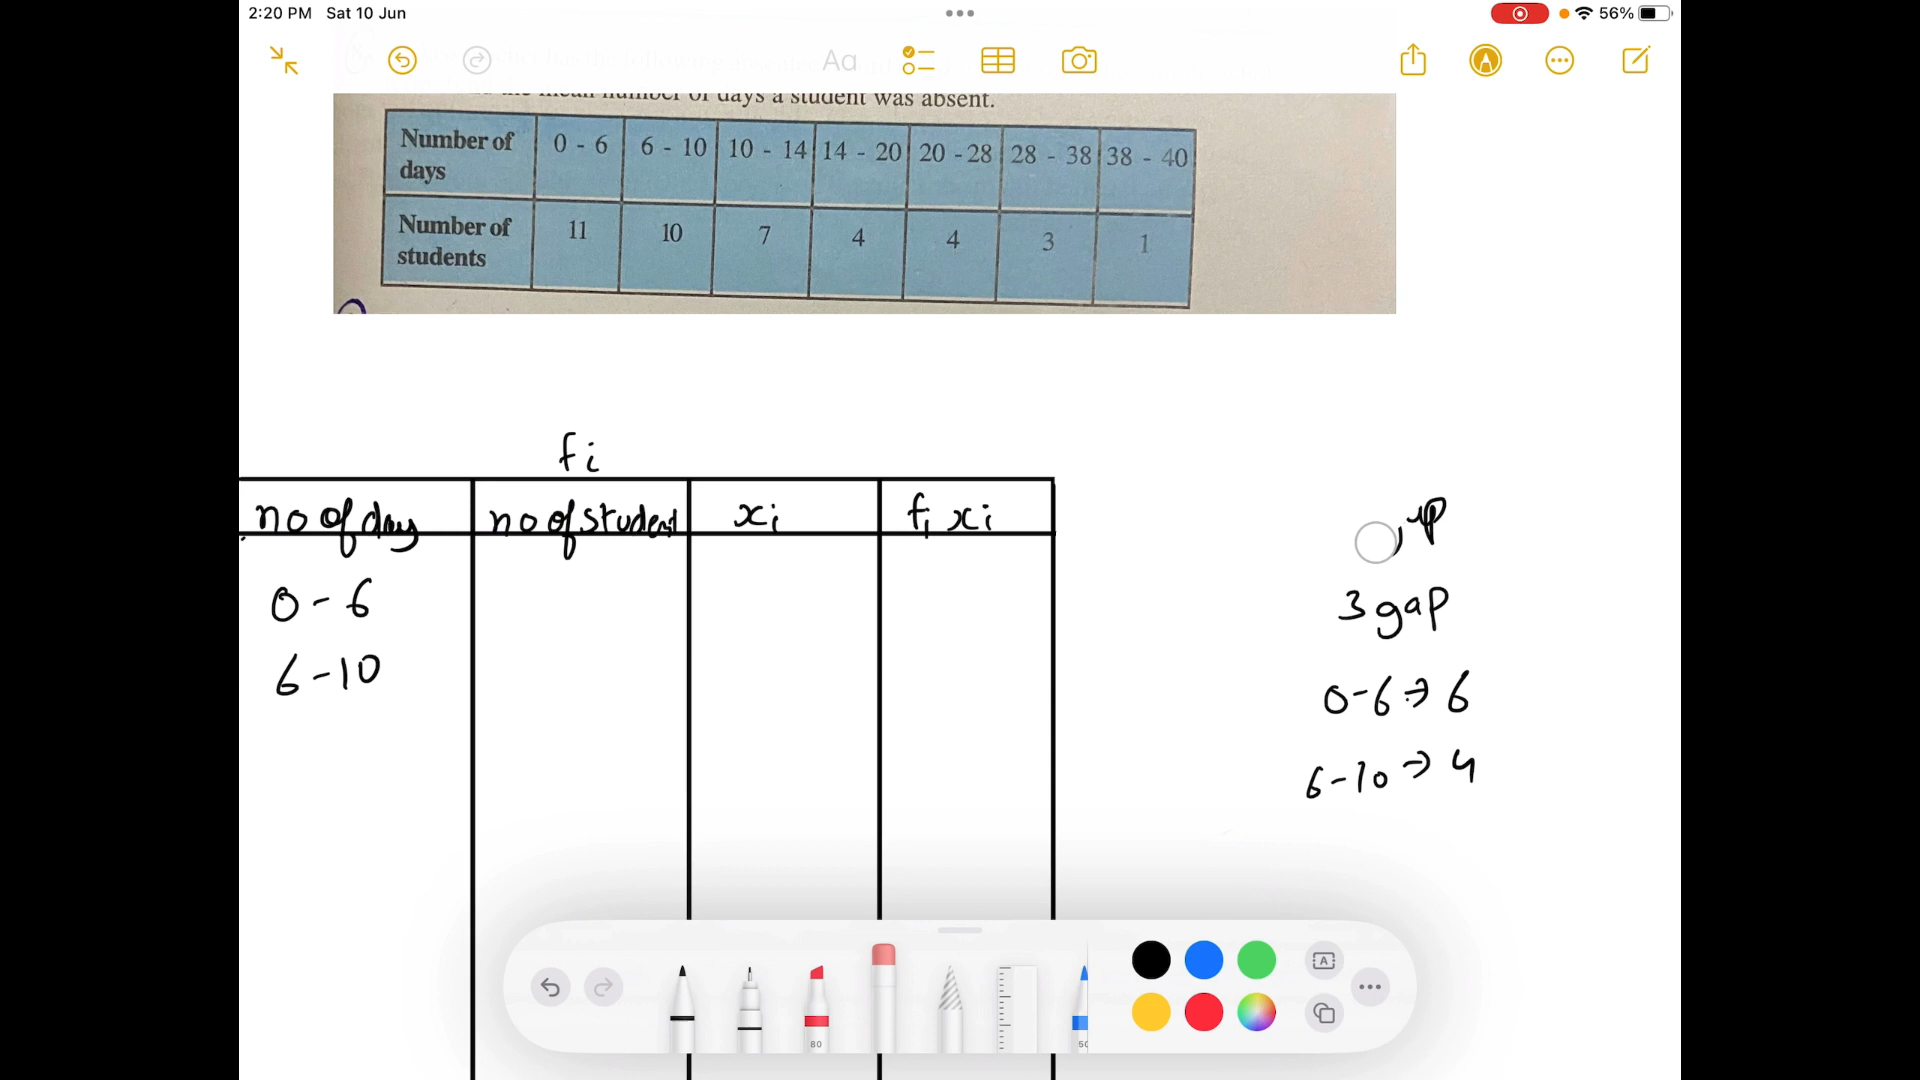 2:20 PM Sat 10 Jun
56%
Aa
mean number of days a student was absent.
Number of days 0 - 6 6 - 10 10 - 14 14 - 20 20 - 28 28 - 38 38 - 40
Number of students 11 10 7 4 4 3 1
fi
no of day no of student xi fi xi
0 - 6
6 - 10
3 gap
0-6 => 6
6-10 => 4
80
50
A